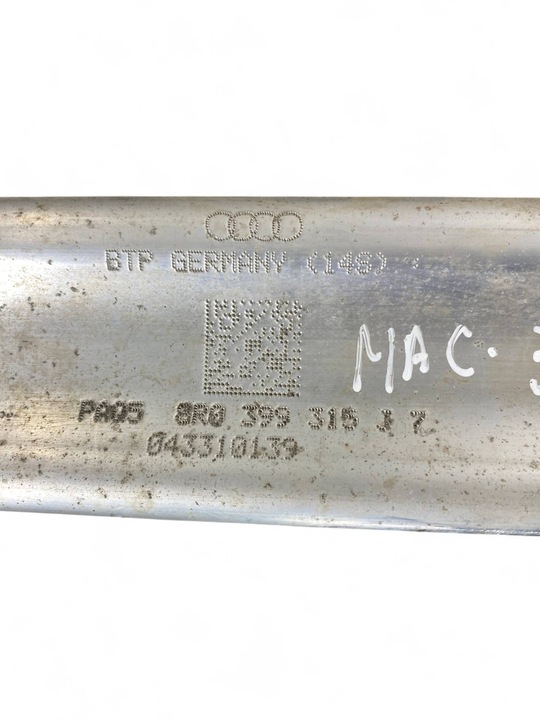 BTP GERMANY (146)
MAC·
PA05 8R0 399 315 J 7
043310139